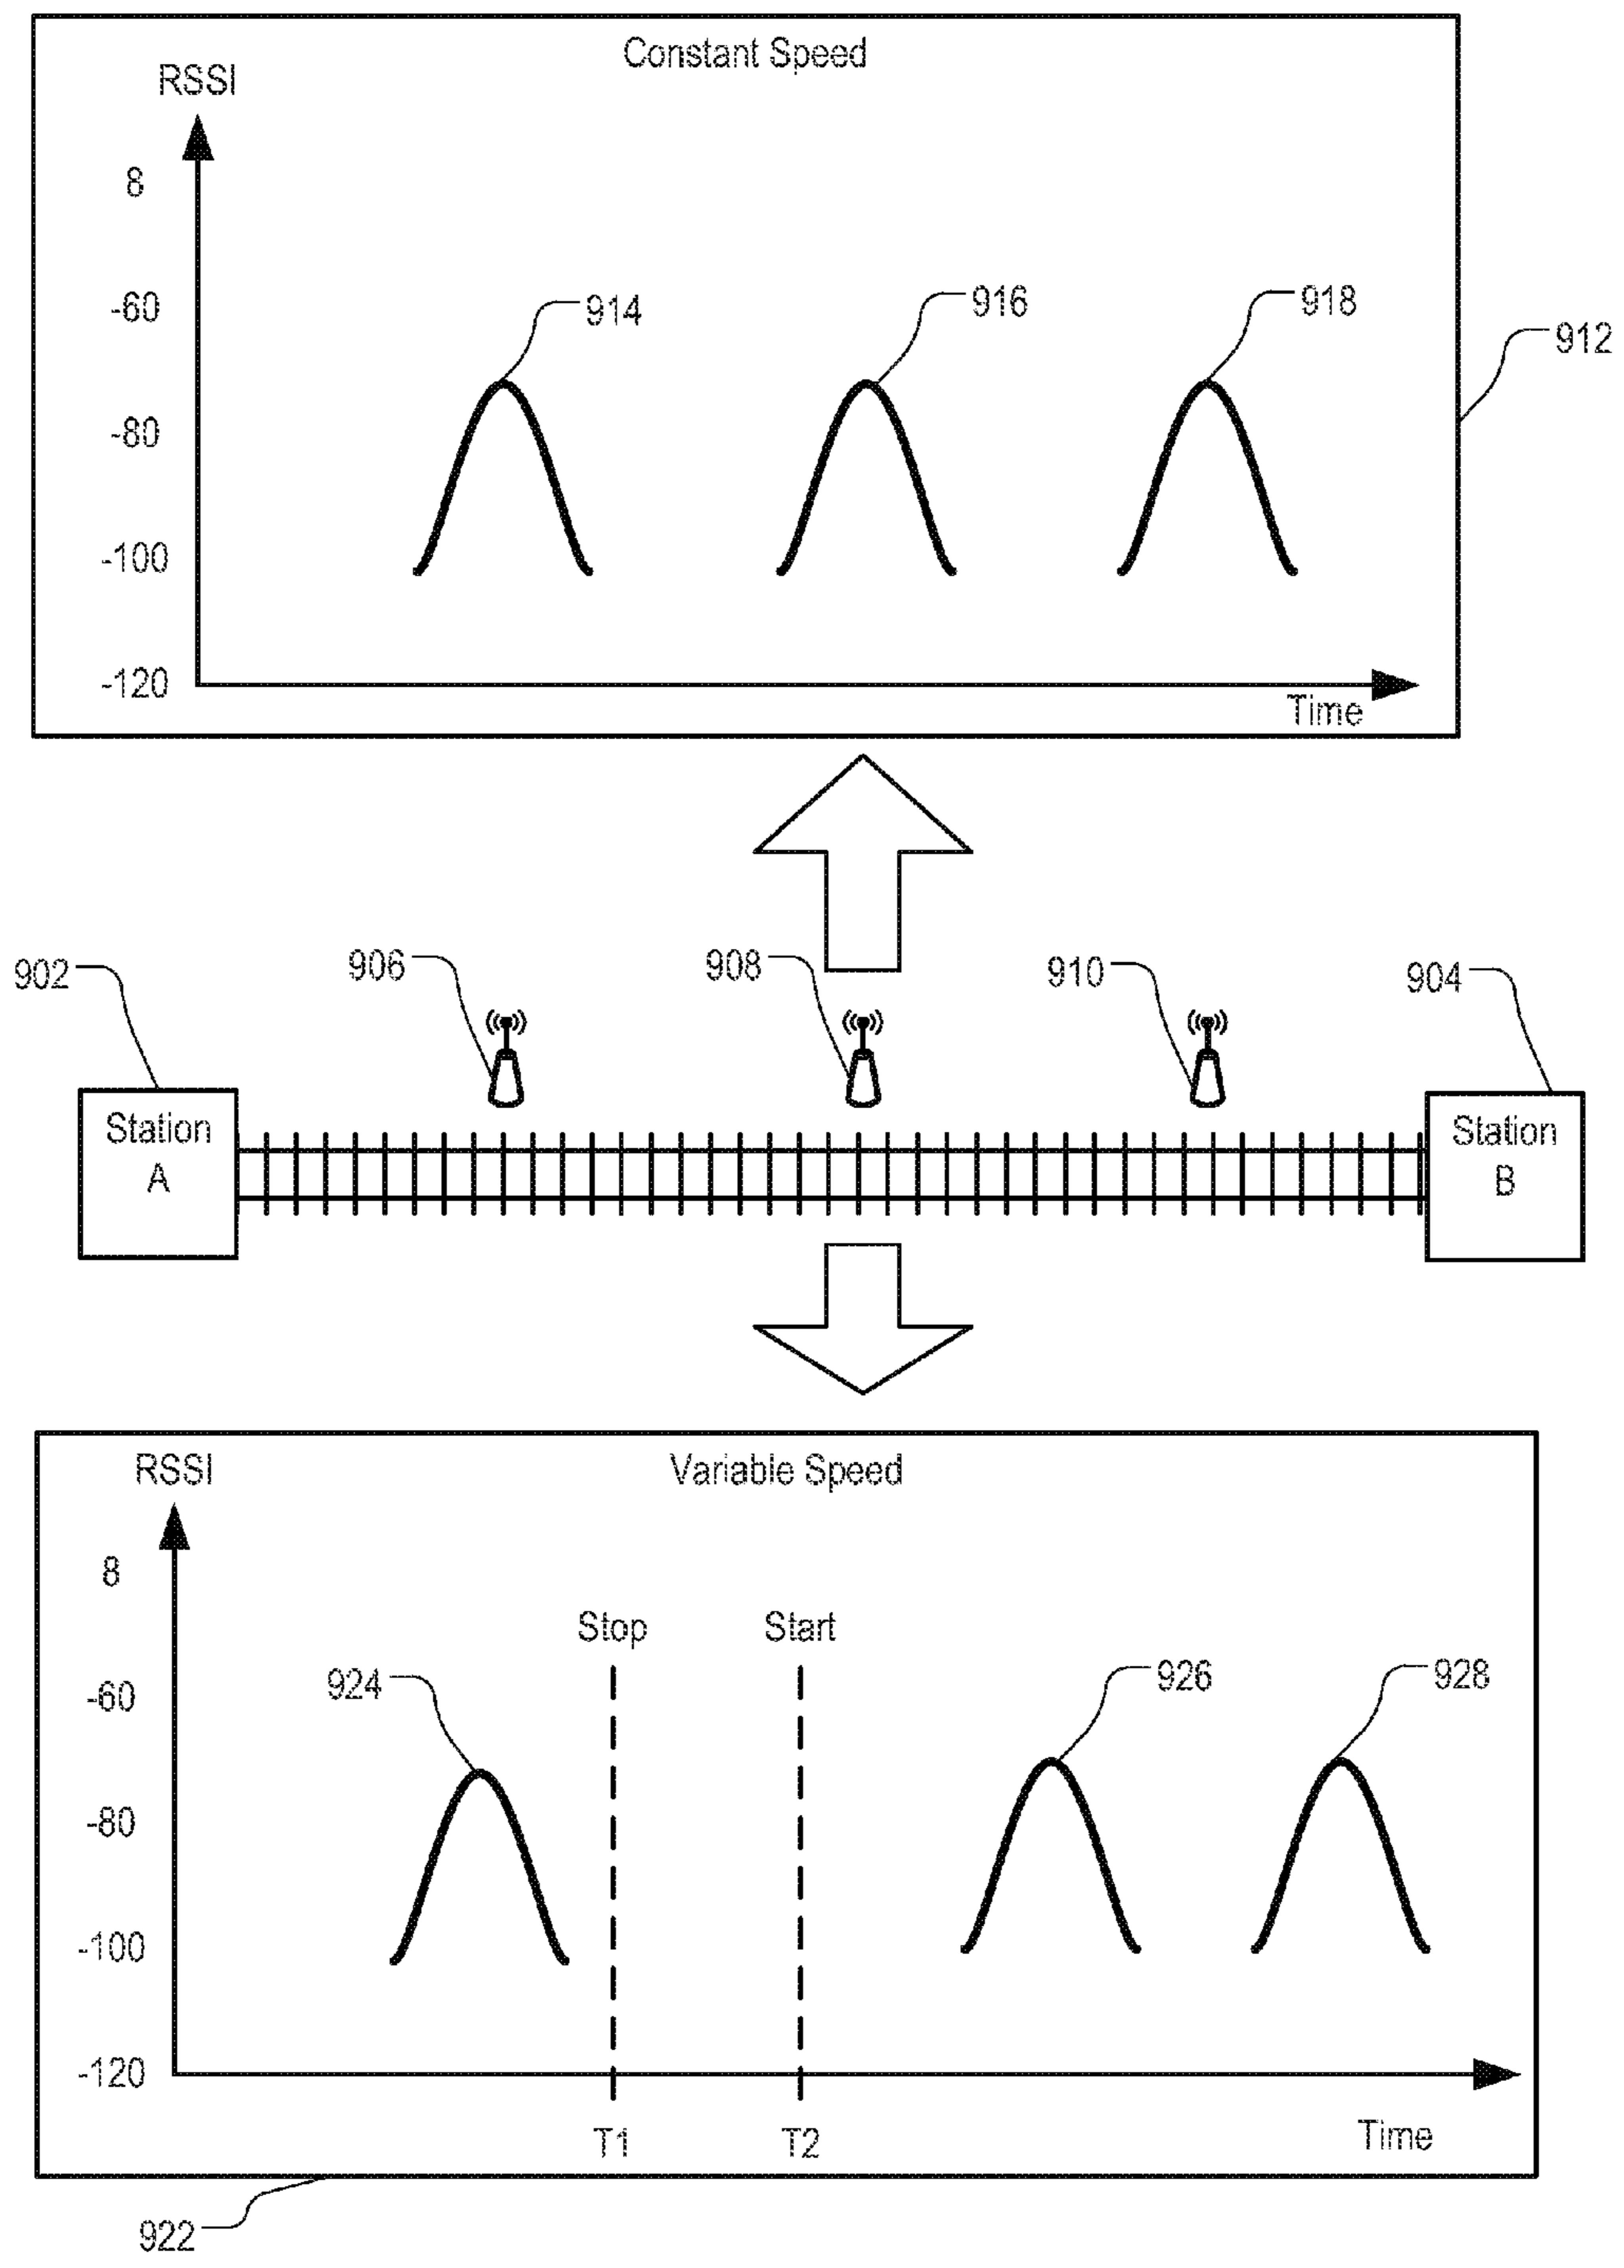 Constant Speed
RSSI
8
-60
914
916
918
912
-80
-100
-120
Time
902
906
908
910
904
Station
A
Station
B
RSSI
Variable Speed
8
Stop
Start
924
926
928
-60
-80
-100
-120
T1
T2
Time
922